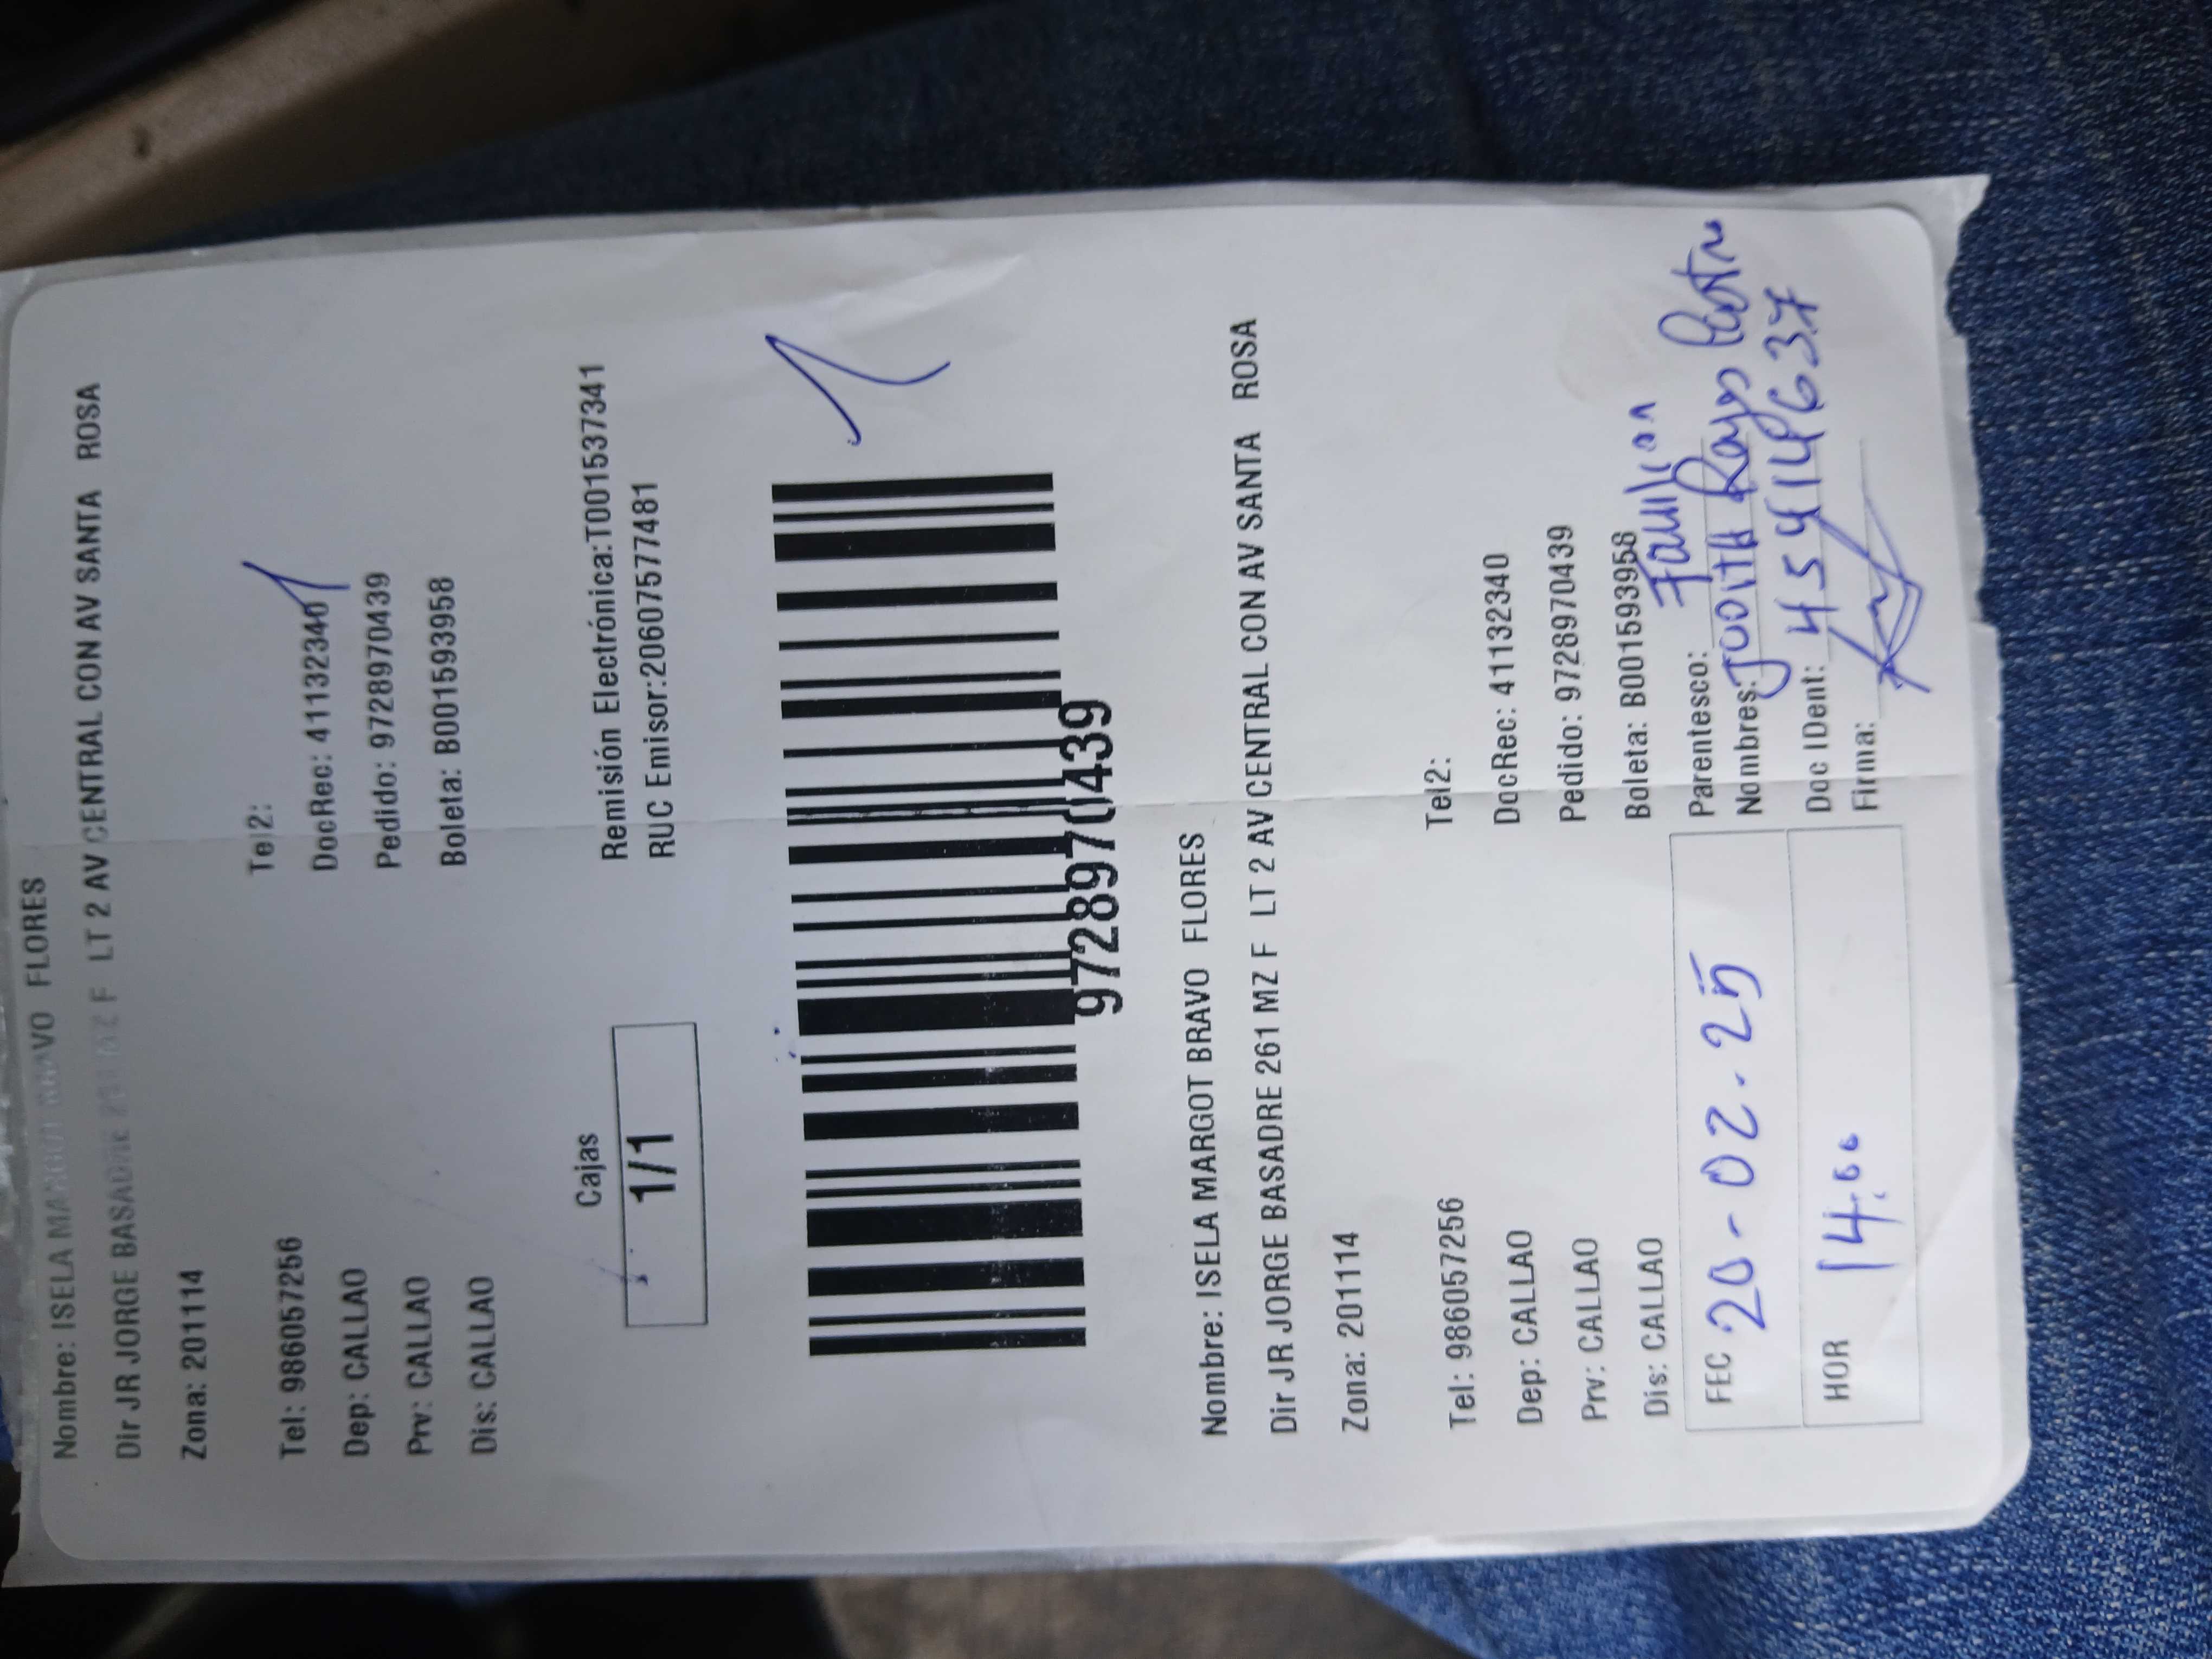 Nombre: ISELA MARGOT BRAVO FLORES
Dir JR JORGE BASADRE 261 MZ F LT 2 AV CENTRAL CON AV SANTA ROSA
Zona: 201114
Tel: 986057256 Tel2:
Dep: CALLAO DocRec: 41132340
Prv: CALLAO Pedido: 9728970439
Dis: CALLAO Boleta: B001593958
Cajas Remisión Electrónica:T001537341
1/1 RUC Emisor:20607577481
9728970439
Nombre: ISELA MARGOT BRAVO FLORES
Dir JR JORGE BASADRE 261 MZ F LT 2 AV CENTRAL CON AV SANTA ROSA
Zona: 201114
Tel: 986057256 Tel2:
Dep: CALLAO DocRec: 41132340
Prv: CALLAO Pedido: 9728970439
Dis: CALLAO Boleta: B001593958
FEC 20-02.25 Parentesco: Familiar
Nombres: Judith
HOR 14:00 Doc IDent: 45414637
Firma: